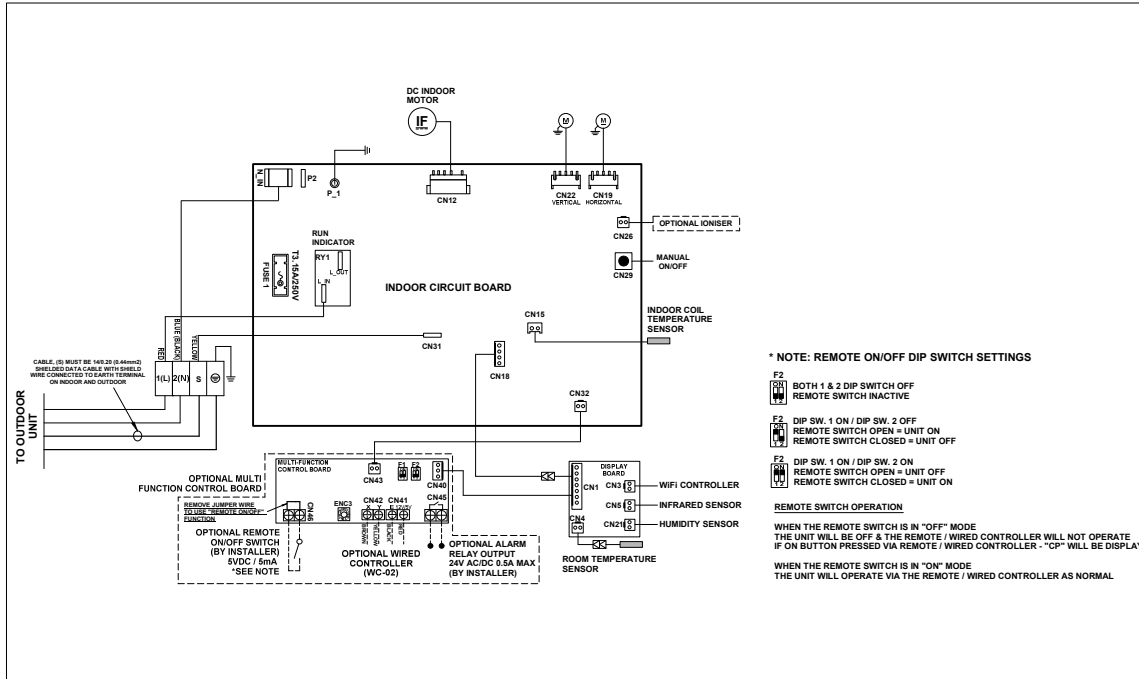 DC INDOOR
MOTOR
IF
M
M
N_IN
P2
P_1
CN12
CN22
VERTICAL
CN19
HORIZONTAL
CN26
OPTIONAL IONISER
RUN
INDICATOR
RY1
L_OUT
L_IN
T3.15A/250V
FUSE 1
MANUAL
ON/OFF
CN29
INDOOR CIRCUIT BOARD
CN15
INDOOR COIL
TEMPERATURE
SENSOR
RED
BLUE (BLACK)
YELLOW
CN31
CN18
CN32
CABLE, (S) MUST BE 14/0.20 (0.44mm2)
SHIELDED DATA CABLE WITH SHIELD
WIRE CONNECTED TO EARTH TERMINAL
ON INDOOR AND OUTDOOR
1(L)
2(N)
S
TO OUTDOOR
UNIT
OPTIONAL MULTI
FUNCTION CONTROL BOARD
MULTI-FUNCTION
CONTROL BOARD
CN43
F1
F2
CN40
REMOVE JUMPER WIRE
TO USE "REMOTE ON/OFF"
FUNCTION
CN46
ENC3
CN42
X Y
CN41
E 12V/5V
CN45
BROWN
YELLOW
BLACK
RED
OPTIONAL REMOTE
ON/OFF SWITCH
(BY INSTALLER)
5VDC / 5mA
*SEE NOTE
OPTIONAL WIRED
CONTROLLER
(WC-02)
OPTIONAL ALARM
RELAY OUTPUT
24V AC/DC 0.5A MAX
(BY INSTALLER)
DISPLAY
BOARD
CN1
CN3
WiFi CONTROLLER
CN5
INFRARED SENSOR
CN21
HUMIDITY SENSOR
CN4
ROOM TEMPERATURE
SENSOR
* NOTE: REMOTE ON/OFF DIP SWITCH SETTINGS
F2
ON
1 2
BOTH 1 & 2 DIP SWITCH OFF
REMOTE SWITCH INACTIVE
F2
ON
1 2
DIP SW. 1 ON / DIP SW. 2 OFF
REMOTE SWITCH OPEN = UNIT ON
REMOTE SWITCH CLOSED = UNIT OFF
F2
ON
1 2
DIP SW. 1 ON / DIP SW. 2 ON
REMOTE SWITCH OPEN = UNIT OFF
REMOTE SWITCH CLOSED = UNIT ON
REMOTE SWITCH OPERATION
WHEN THE REMOTE SWITCH IS IN "OFF" MODE
THE UNIT WILL BE OFF & THE REMOTE / WIRED CONTROLLER WILL NOT OPERATE
IF ON BUTTON PRESSED VIA REMOTE / WIRED CONTROLLER - "CP" WILL BE DISPLAY
WHEN THE REMOTE SWITCH IS IN "ON" MODE
THE UNIT WILL OPERATE VIA THE REMOTE / WIRED CONTROLLER AS NORMAL